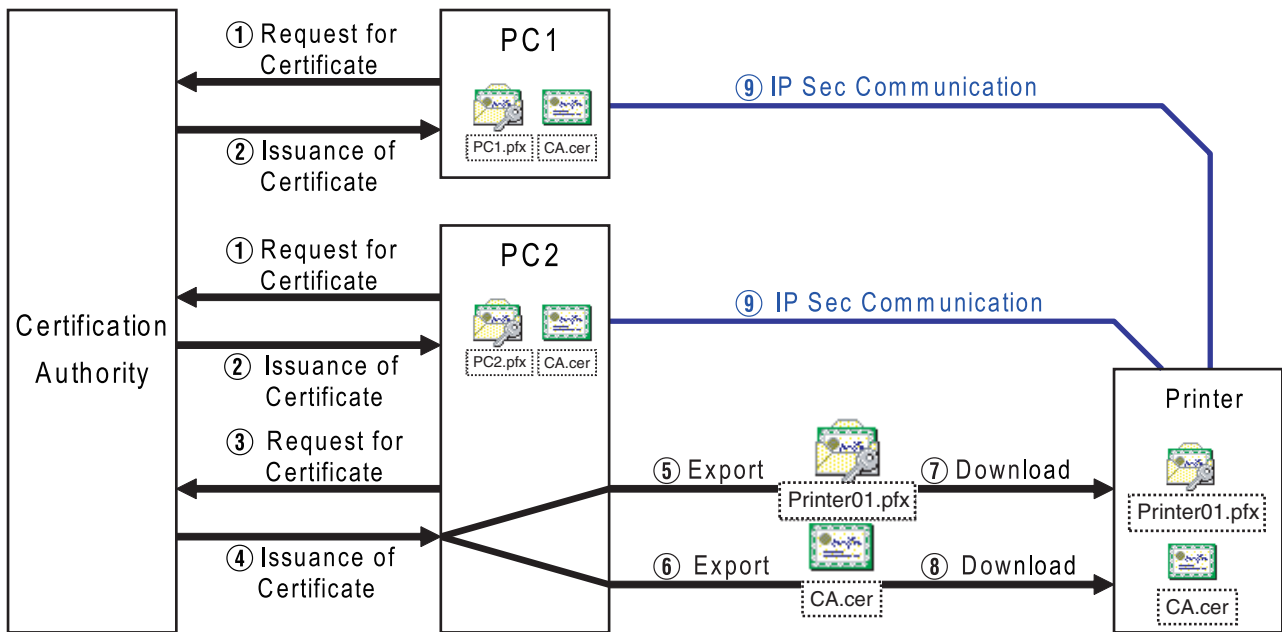 ① Request for
Certificate
② Issuance of
Certificate
PC1
PC1.pfx
CA.cer
⑨ IP Sec Communication
① Request for
Certificate
② Issuance of
Certificate
PC2
PC2.pfx
CA.cer
⑨ IP Sec Communication
Certification
Authority
③ Request for
Certificate
④ Issuance of
Certificate
⑤ Export
Printer01.pfx
⑦ Download
⑥ Export
CA.cer
⑧ Download
Printer
Printer01.pfx
CA.cer